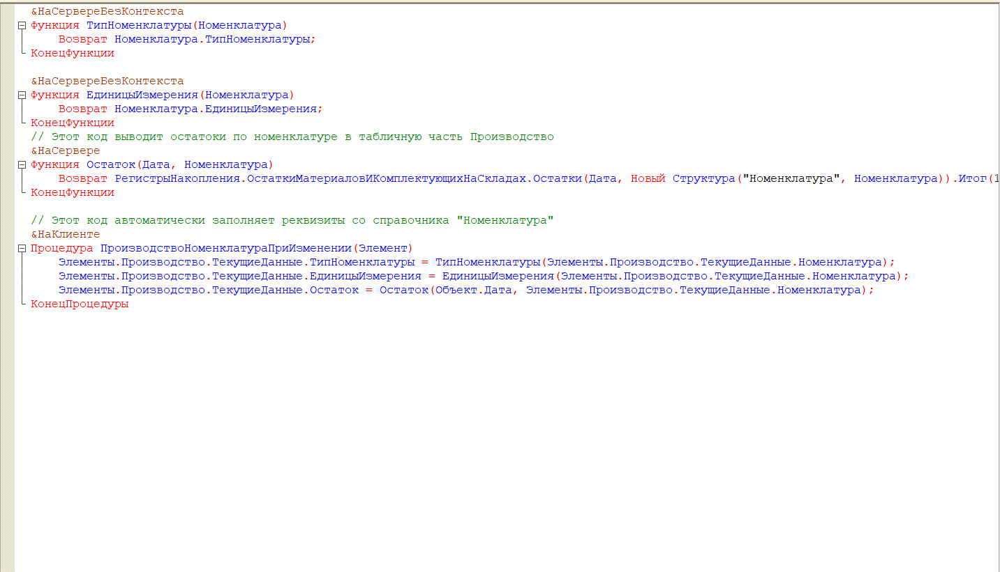 &НаСервереБезКонтекста
Функция ТипНоменклатуры(Номенклатура)
Возврат Номенклатура.ТипНоменклатуры;
КонецФункции
&НаСервереБезКонтекста
Функция ЕдиницыИзмерения(Номенклатура)
Возврат Номенклатура.ЕдиницыИзмерения;
КонецФункции
// Этот код выводит остатоки по номенклатуре в табличную часть Производство
&НаСервере
Функция Остаток(Дата, Номенклатура)
Возврат РегистрыНакопления.ОстаткиМатериаловИКомплектующихНаСкладах.Остатки(Дата, Новый Структура("Номенклатура", Номенклатура)).Итог(1
КонецФункции
// Этот код автоматически заполняет реквизиты со справочника "Номенклатура"
&НаКлиенте
Процедура ПроизводствоНоменклатураПриИзменении(Элемент)
Элементы.Производство.ТекущиеДанные.ТипНоменклатуры = ТипНоменклатуры(Элементы.Производство.ТекущиеДанные.Номенклатура);
Элементы.Производство.ТекущиеДанные.ЕдиницыИзмерения = ЕдиницыИзмерения(Элементы.Производство.ТекущиеДанные.Номенклатура);
Элементы.Производство.ТекущиеДанные.Остаток = Остаток(Объект.Дата, Элементы.Производство.ТекущиеДанные.Номенклатура);
КонецПроцедуры